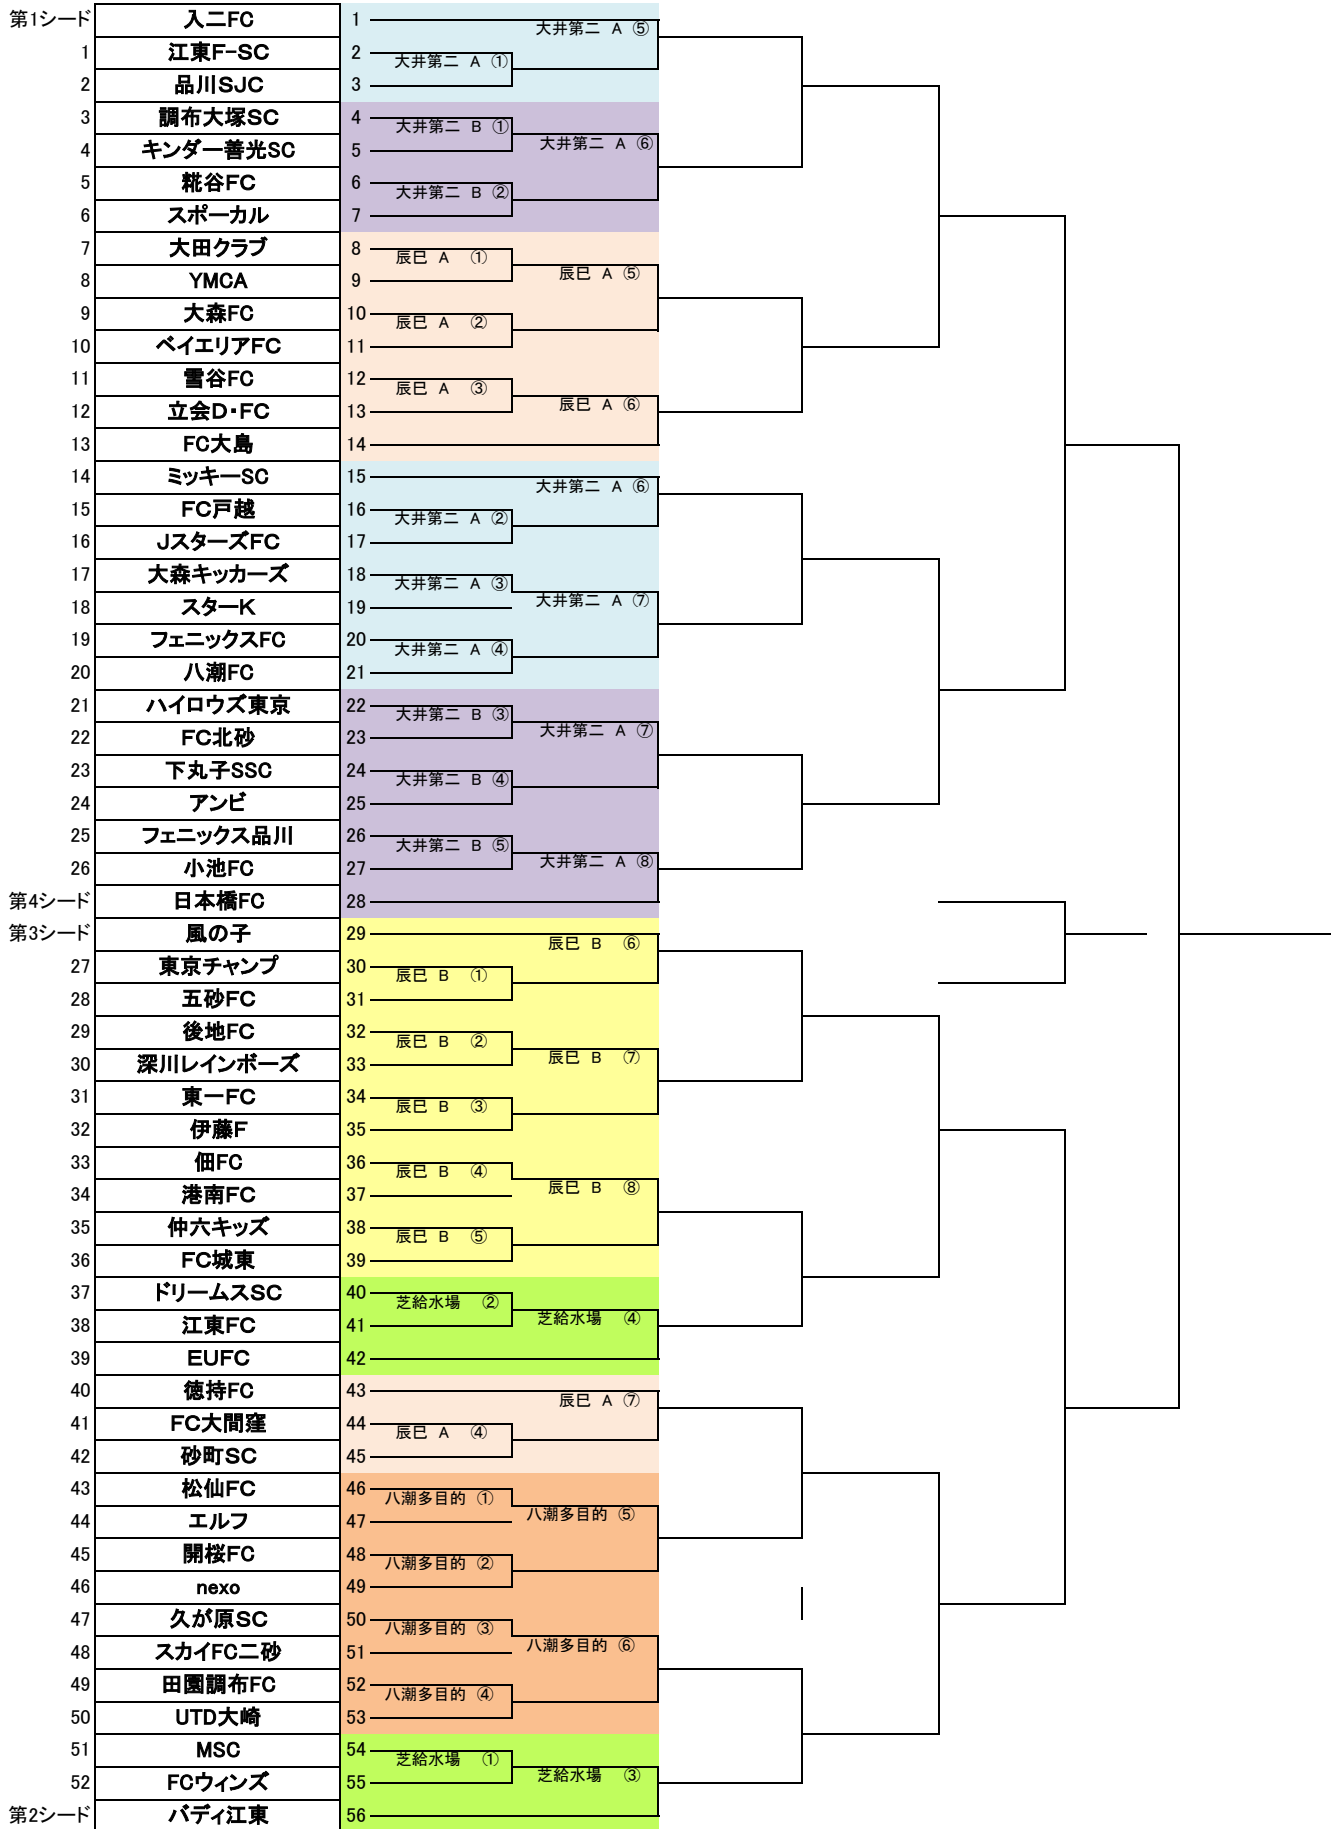 第1シード 入二FC 1 大井第二 A ⑤
1 江東F-SC 2 大井第二 A ①
2 品川SJC 3
3 調布大塚SC 4 大井第二 B ①
4 キンダー善光SC 5 大井第二 A ⑥
5 糀谷FC 6 大井第二 B ②
6 スポーカル 7
7 大田クラブ 8 辰巳 A ①
8 YMCA 9 辰巳 A ⑤
9 大森FC 10 辰巳 A ②
10 ベイエリアFC 11
11 雪谷FC 12 辰巳 A ③
12 立会D・FC 13 辰巳 A ⑥
13 FC大島 14
14 ミッキーSC 15 大井第二 A ⑥
15 FC戸越 16 大井第二 A ②
16 JスターズFC 17
17 大森キッカーズ 18 大井第二 A ③
18 スターK 19 大井第二 A ⑦
19 フェニックスFC 20 大井第二 A ④
20 八潮FC 21
21 ハイロウズ東京 22 大井第二 B ③
22 FC北砂 23 大井第二 A ⑦
23 下丸子SSC 24 大井第二 B ④
24 アンビ 25
25 フェニックス品川 26 大井第二 B ⑤
26 小池FC 27 大井第二 A ⑧
第4シード 日本橋FC 28
第3シード 風の子 29 辰巳 B ⑥
27 東京チャンプ 30 辰巳 B ①
28 五砂FC 31
29 後地FC 32 辰巳 B ②
30 深川レインボーズ 33 辰巳 B ⑦
31 東一FC 34 辰巳 B ③
32 伊藤F 35
33 佃FC 36 辰巳 B ④
34 港南FC 37 辰巳 B ⑧
35 仲六キッズ 38 辰巳 B ⑤
36 FC城東 39
37 ドリームスSC 40 芝給水場 ②
38 江東FC 41 芝給水場 ④
39 EUFC 42
40 徳持FC 43 辰巳 A ⑦
41 FC大間窪 44 辰巳 A ④
42 砂町SC 45
43 松仙FC 46 八潮多目的 ①
44 エルフ 47 八潮多目的 ⑤
45 開桜FC 48 八潮多目的 ②
46 nexo 49
47 久が原SC 50 八潮多目的 ③
48 スカイFC二砂 51 八潮多目的 ⑥
49 田園調布FC 52 八潮多目的 ④
50 UTD大崎 53
51 MSC 54 芝給水場 ①
52 FCウィンズ 55 芝給水場 ③
第2シード バディ江東 56